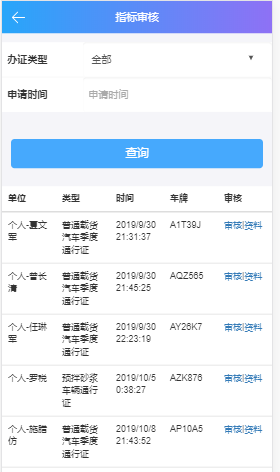 指标审核
办证类型 全部
申请时间 申请时间
查询
单位 类型 时间 车牌 审核
个人-夏文军 普通载货汽车季度通行证 2019/9/30 21:31:37 A1T39J 审核|资料
个人-曾长清 普通载货汽车季度通行证 2019/9/30 21:45:25 AQZ565 审核|资料
个人-任琳军 普通载货汽车季度通行证 2019/9/30 22:23:19 AY26K7 审核|资料
个人-罗税 预拌砂浆车辆通行证 2019/10/5 0:38:27 AZK876 审核|资料
个人-施腊仿 普通载货汽车季度通行证 2019/10/8 21:43:52 AP10A5 审核|资料